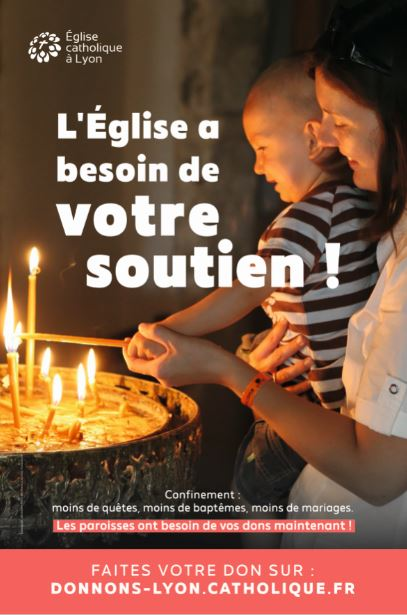 Église
catholique
à Lyon
L'Église a
besoin de
votre
soutien !
Confinement :
moins de quêtes, moins de baptêmes, moins de mariages.
Les paroisses ont besoin de vos dons maintenant !
FAITES VOTRE DON SUR :
DONNONS-LYON.CATHOLIQUE.FR